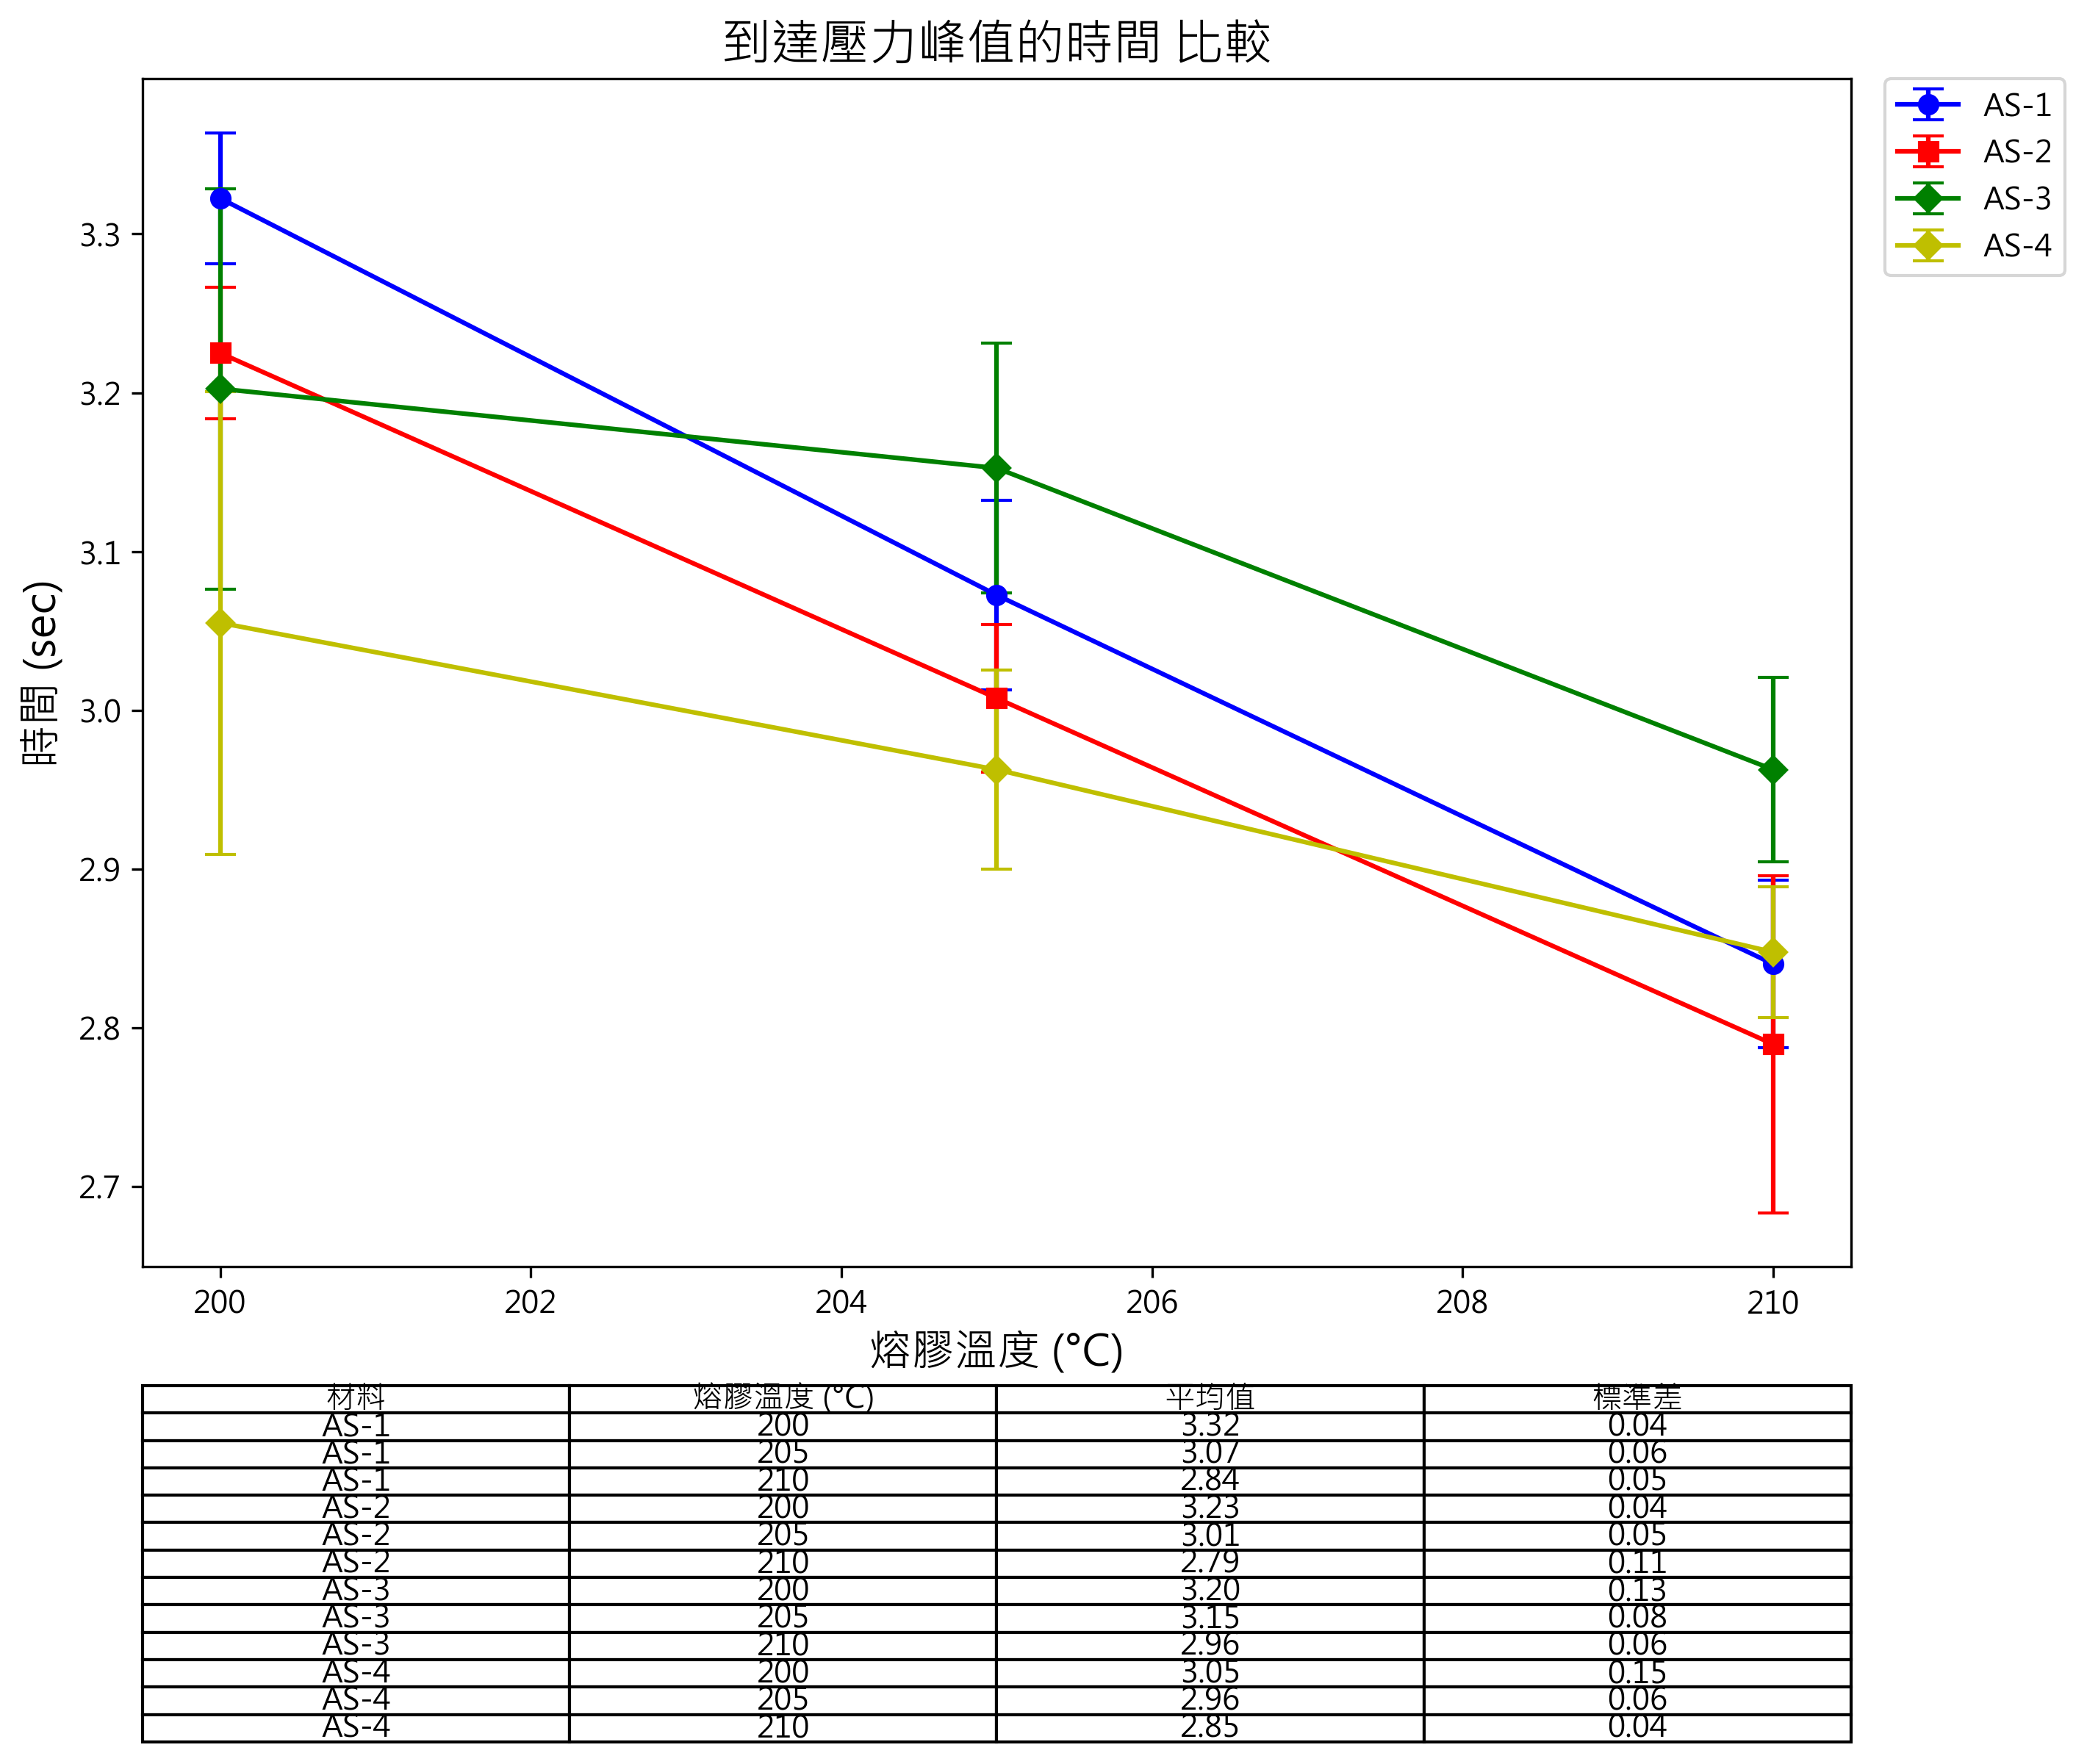 到達壓力峰值的時間 比較
AS-1
AS-2
AS-3
AS-4
時間 (sec)
3.3
3.2
3.1
3.0
2.9
2.8
2.7
200 202 204 206 208 210
熔膠溫度 (°C)
材料 熔膠溫度 (°C) 平均值 標準差
AS-1 200 3.32 0.04
AS-1 205 3.07 0.06
AS-1 210 2.84 0.05
AS-2 200 3.23 0.04
AS-2 205 3.01 0.05
AS-2 210 2.79 0.11
AS-3 200 3.20 0.13
AS-3 205 3.15 0.08
AS-3 210 2.96 0.06
AS-4 200 3.05 0.15
AS-4 205 2.96 0.06
AS-4 210 2.85 0.04